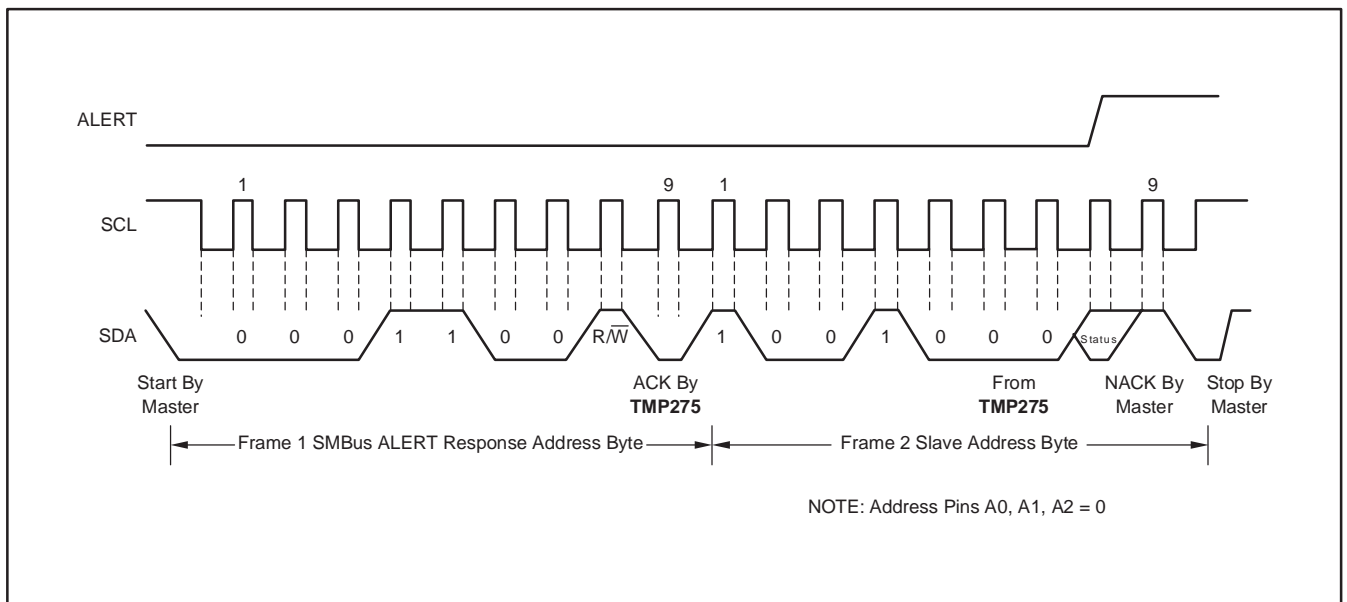 ALERT
1 9 1 9
SCL
SDA 0 0 0 1 1 0 0 R/W̅ 1 0 0 1 0 0 0 Status
Start By Master
ACK By TMP275
From TMP275
NACK By Master
Stop By Master
Frame 1 SMBus ALERT Response Address Byte
Frame 2 Slave Address Byte
NOTE: Address Pins A0, A1, A2 = 0